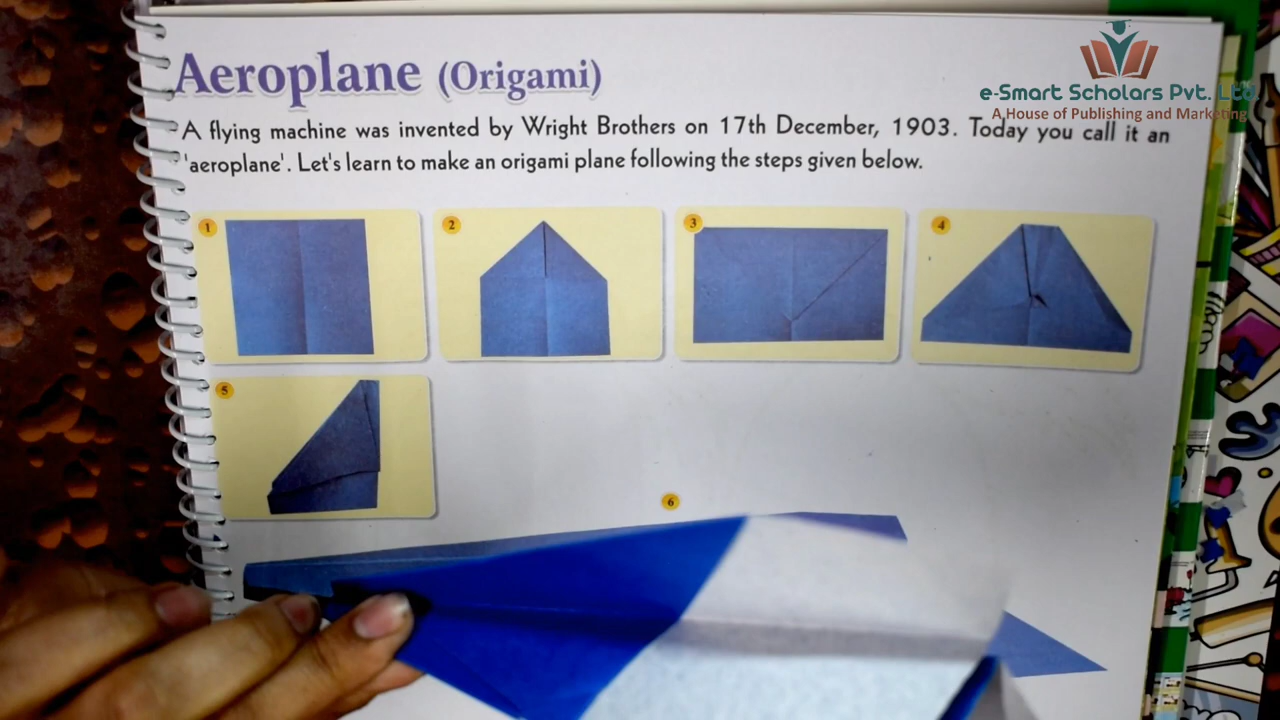 Aeroplane (Origami)
e-Smart Scholars Pvt. Ltd.
A House of Publishing and Marketing
A flying machine was invented by Wright Brothers on 17th December, 1903. Today you call it an
'aeroplane'. Let's learn to make an origami plane following the steps given below.
1
2
3
4
5
6